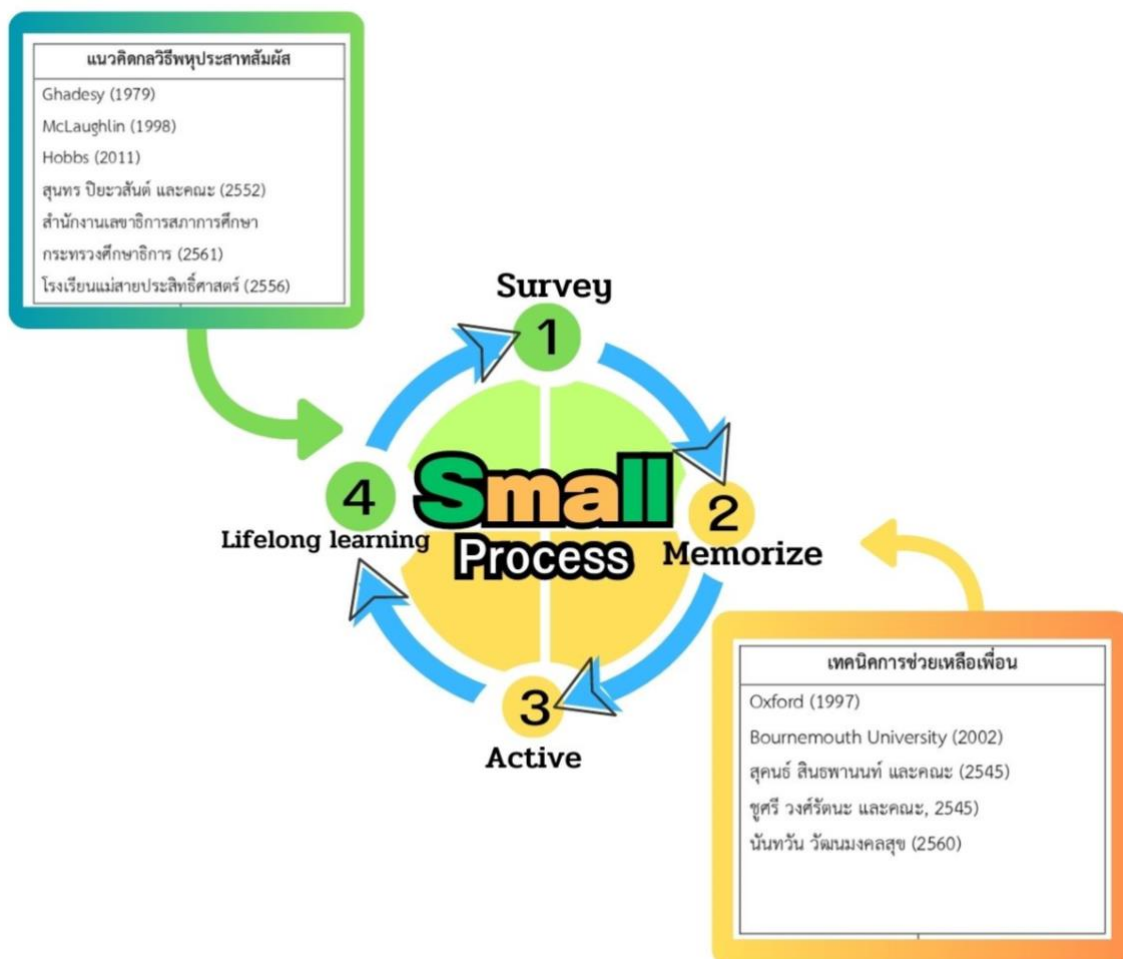 แนวคิดกลวิธีพหุประสาทสัมผัส
Ghadesy (1979)
McLaughlin (1998)
Hobbs (2011)
สุนทร ปิยะวสันต์ และคณะ (2552)
สำนักงานเลขาธิการสภาการศึกษา
กระทรวงศึกษาธิการ (2561)
โรงเรียนแม่สายประสิทธิ์ศาสตร์ (2556)
Survey
1
2
Memorize
3
Active
4
Lifelong learning
Small
Process
เทคนิคการช่วยเหลือเพื่อน
Oxford (1997)
Bournemouth University (2002)
สุคนธ์ สินธพานนท์ และคณะ (2545)
ชูศรี วงศ์รัตนะ และคณะ, 2545)
นันทวัน วัฒนมงคลสุข (2560)